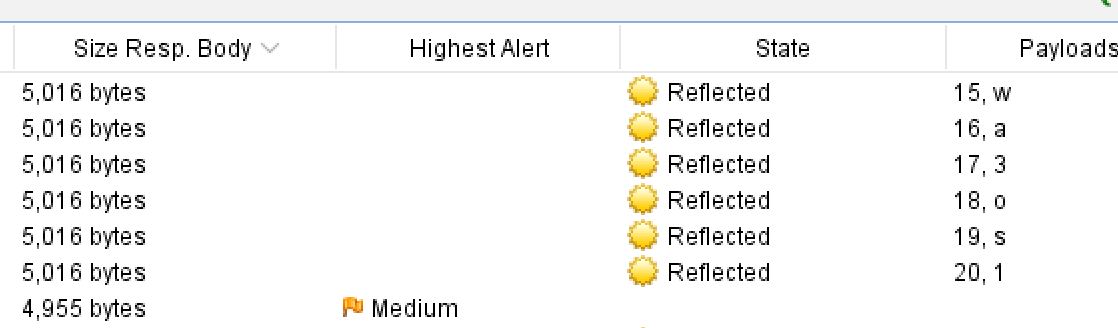 Size Resp. Body Highest Alert State Payloads
5,016 bytes Reflected 15, w
5,016 bytes Reflected 16, a
5,016 bytes Reflected 17, 3
5,016 bytes Reflected 18, o
5,016 bytes Reflected 19, s
5,016 bytes Reflected 20, 1
4,955 bytes Medium